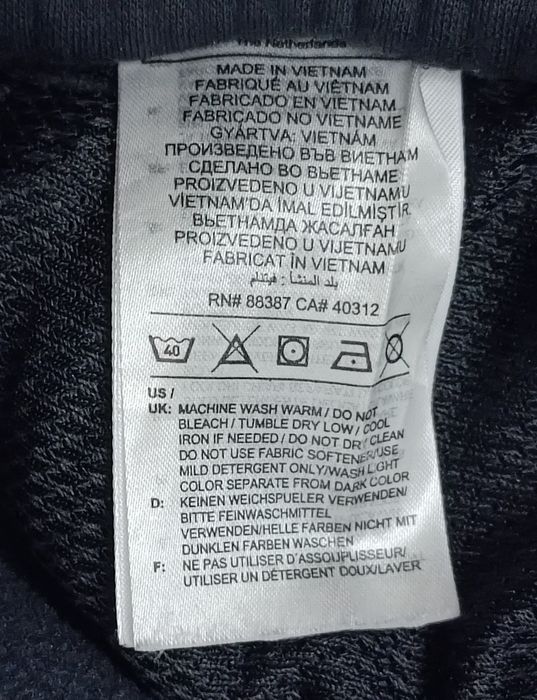 The Netherlands
MADE IN VIETNAM
FABRIQUÉ AU VIÊTNAM
FABRICADO EN VIETNAM
FABRICADO NO VIETNAME
GYÁRTVA: VIETNÁM
ПРОИЗВЕДЕНО ВЪВ ВИЕТНАМ
СДЕЛАНО ВО ВЬЕТНАМЕ
PROIZVEDENO U VIJETNAMU
VİETNAM'DA İMAL EDİLMİŞTİR
ВЬЕТНАМДА ЖАСАЛҒАН
PROIZVEDENO U VIJETNAMU
FABRICAT ÎN VIETNAM
بلد المنشأ : فيتنام
RN# 88387 CA# 40312
40
US /
UK: MACHINE WASH WARM / DO NOT
BLEACH / TUMBLE DRY LOW / COOL
IRON IF NEEDED / DO NOT DRY CLEAN
DO NOT USE FABRIC SOFTENER/USE
MILD DETERGENT ONLY/WASH LIGHT
COLOR SEPARATE FROM DARK COLOR
D: KEINEN WEICHSPUELER VERWENDEN/
BITTE FEINWASCHMITTEL
VERWENDEN/HELLE FARBEN NICHT MIT
DUNKLEN FARBEN WASCHEN
F: NE PAS UTILISER D'ASSOUPLISSEUR/
UTILISER UN DÉTERGENT DOUX/LAVER